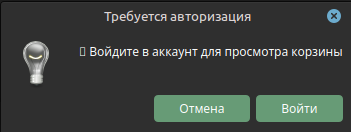 Требуется авторизация
Войдите в аккаунт для просмотра корзины
Отмена
Войти